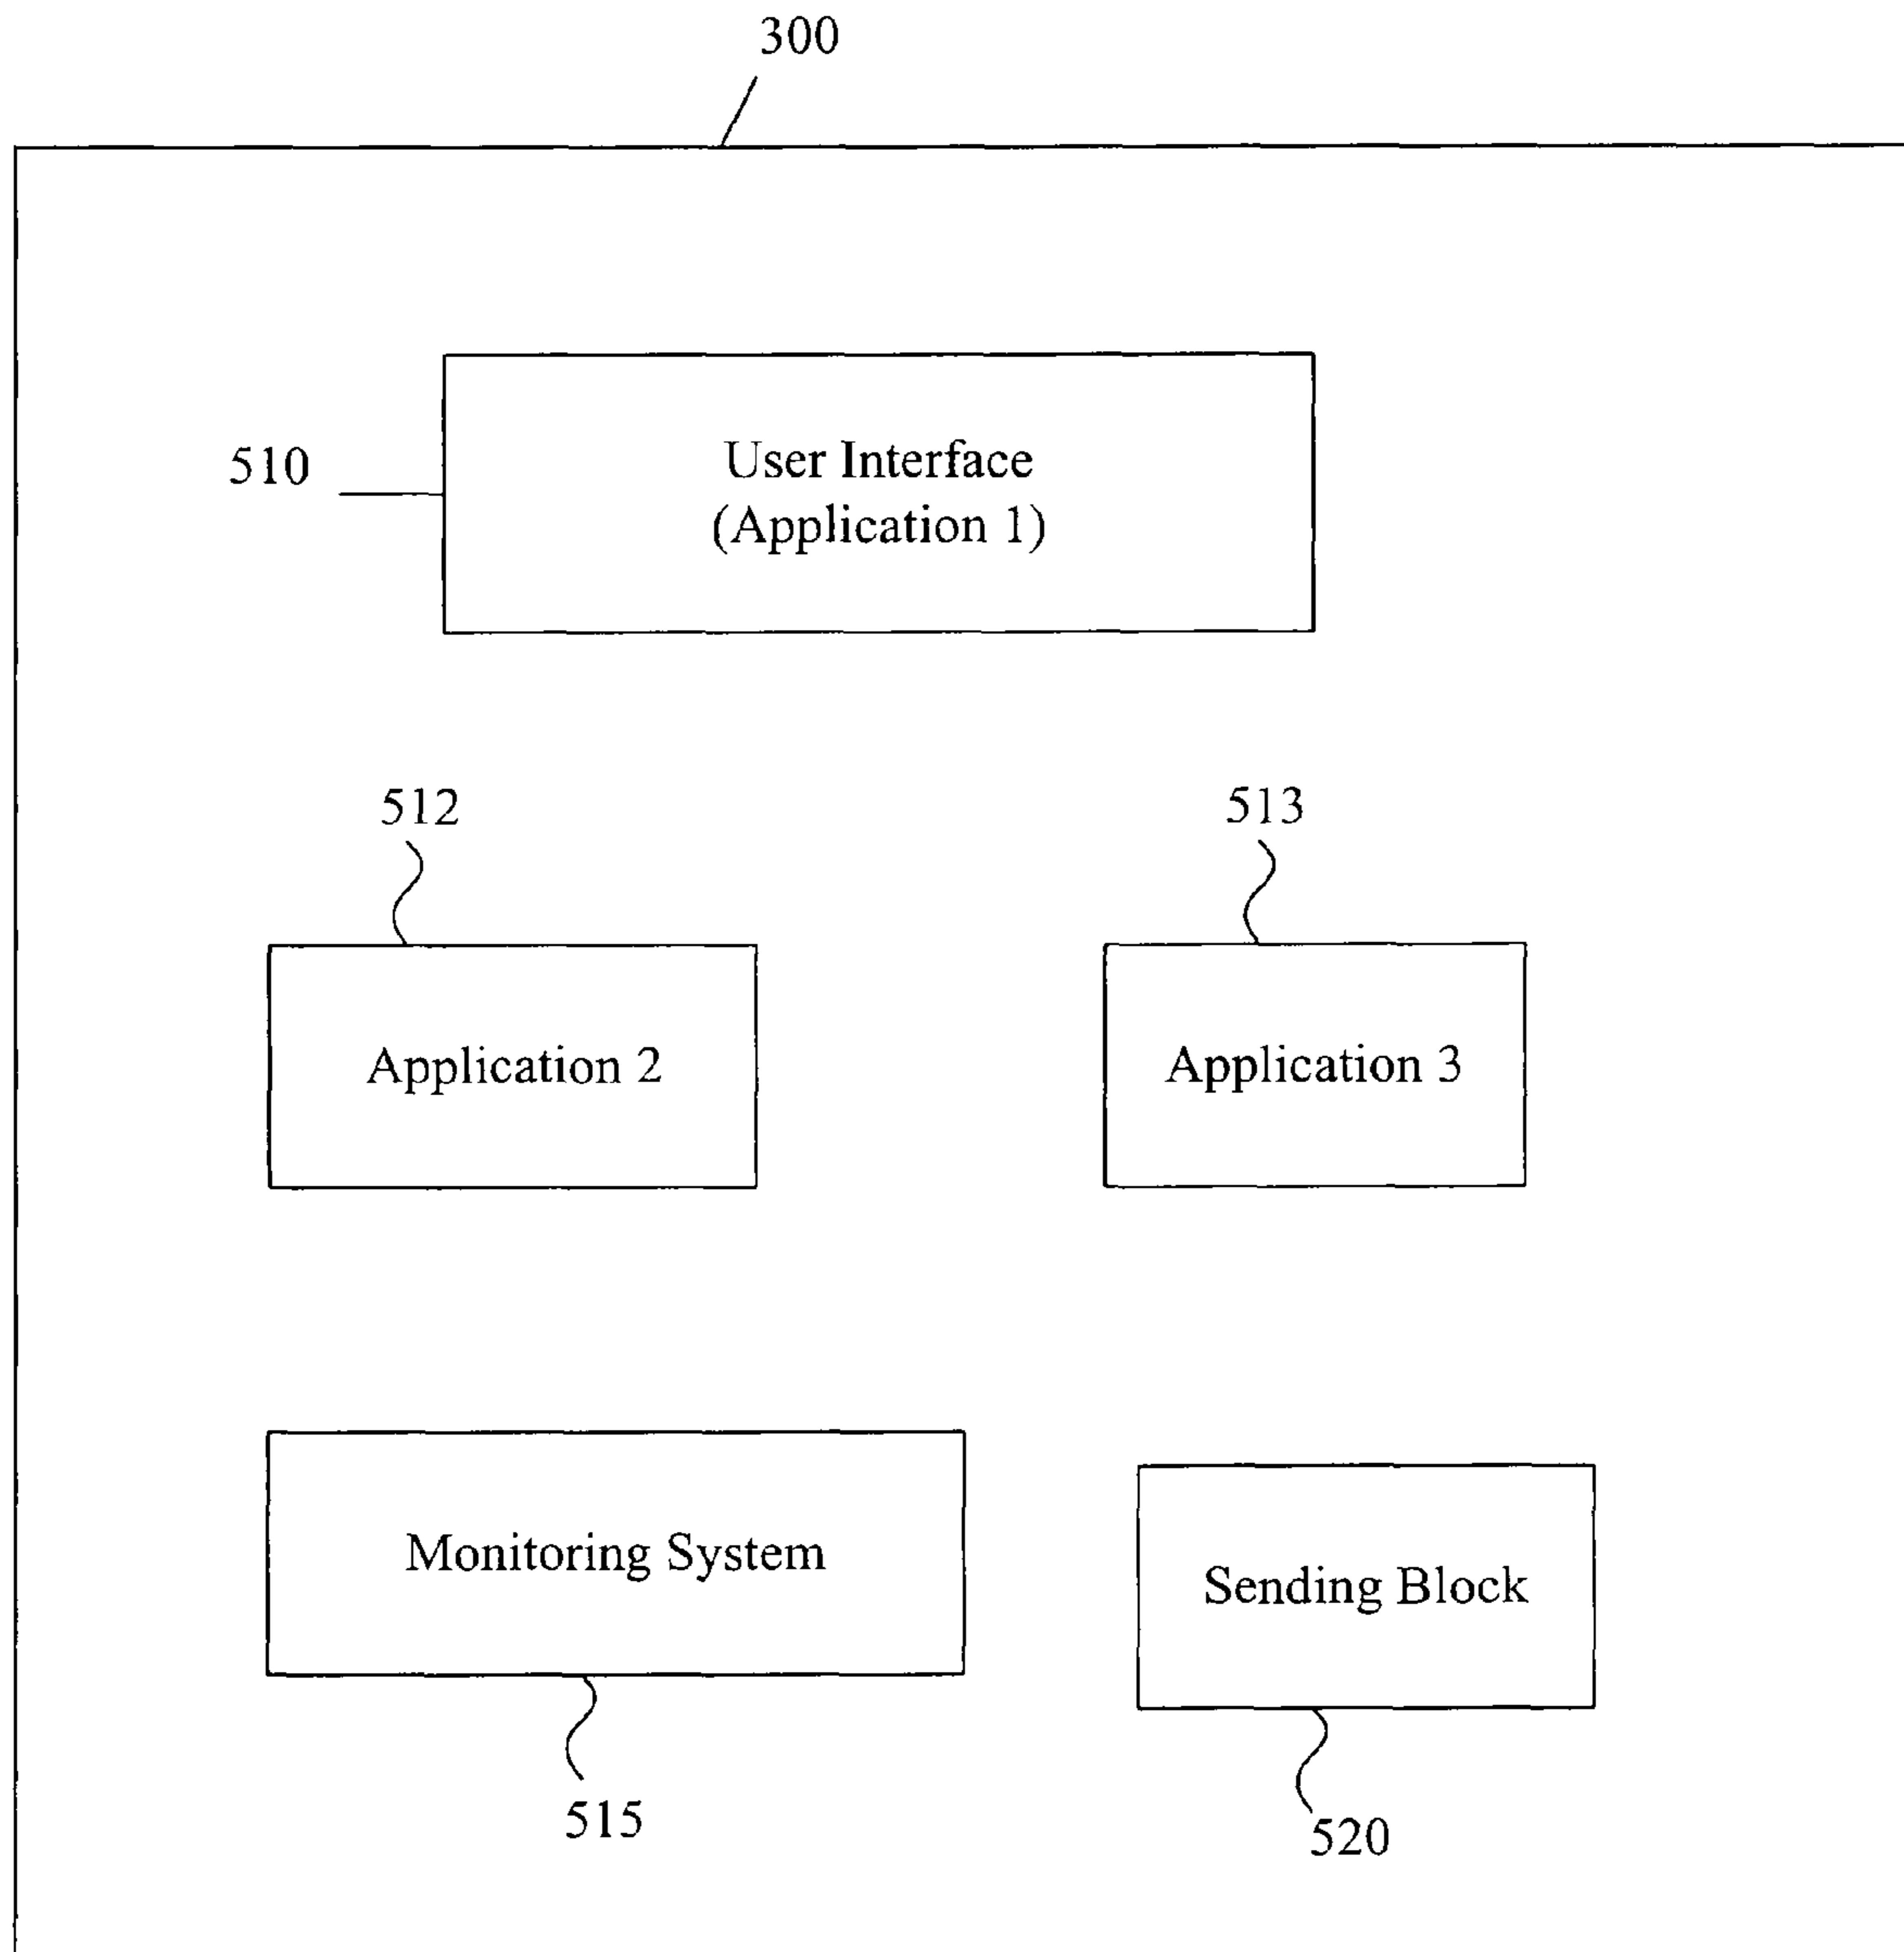 300
510
User Interface
(Application 1)
512
513
Application 2
Application 3
Monitoring System
Sending Block
515
520